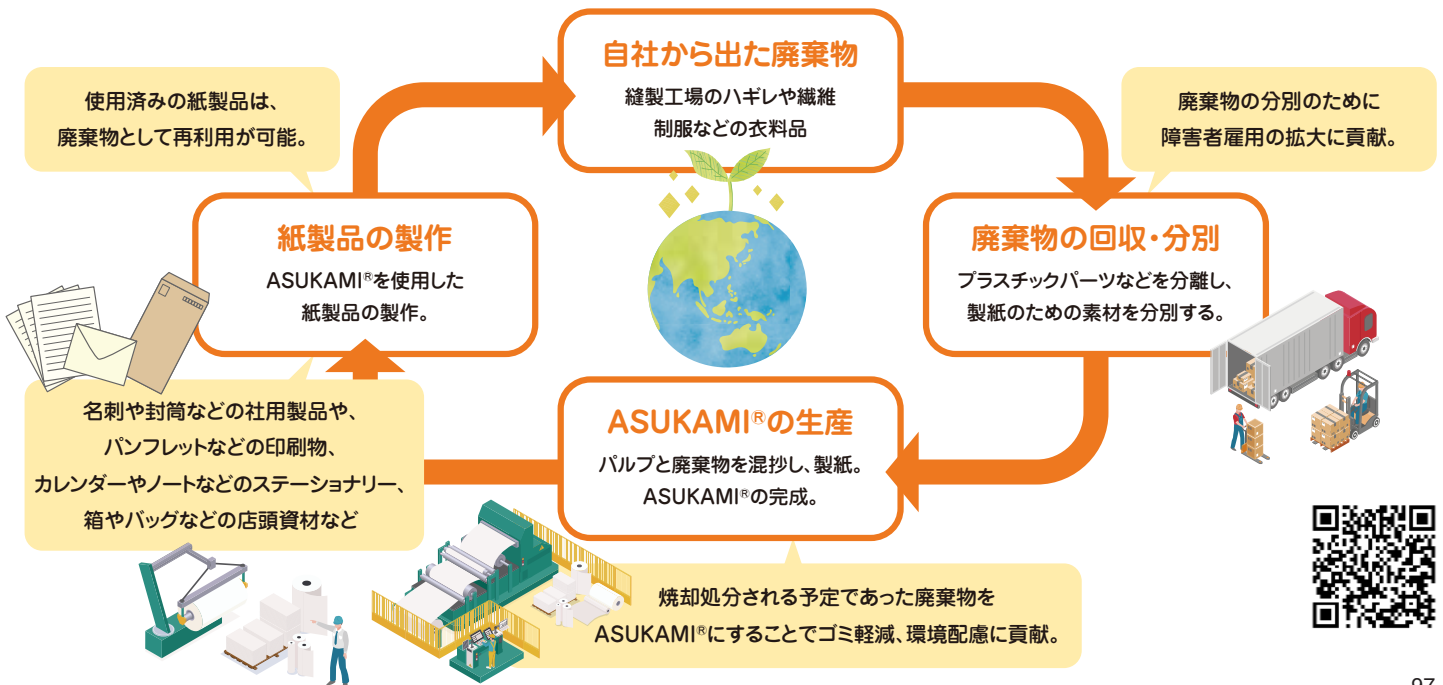 自社から出た廃棄物
縫製工場のハギレや繊維
制服などの衣料品
廃棄物の分別のために
障害者雇用の拡大に貢献。
廃棄物の回収・分別
プラスチックパーツなどを分離し、
製紙のための素材を分別する。
ASUKAMI®の生産
パルプと廃棄物を混抄し、製紙。
ASUKAMI®の完成。
焼却処分される予定であった廃棄物を
ASUKAMI®にすることでゴミ軽減、環境配慮に貢献。
紙製品の製作
ASUKAMI®を使用した
紙製品の製作。
名刺や封筒などの社用製品や、
パンフレットなどの印刷物、
カレンダーやノートなどのステーショナリー、
箱やバッグなどの店頭資材など
使用済みの紙製品は、
廃棄物として再利用が可能。